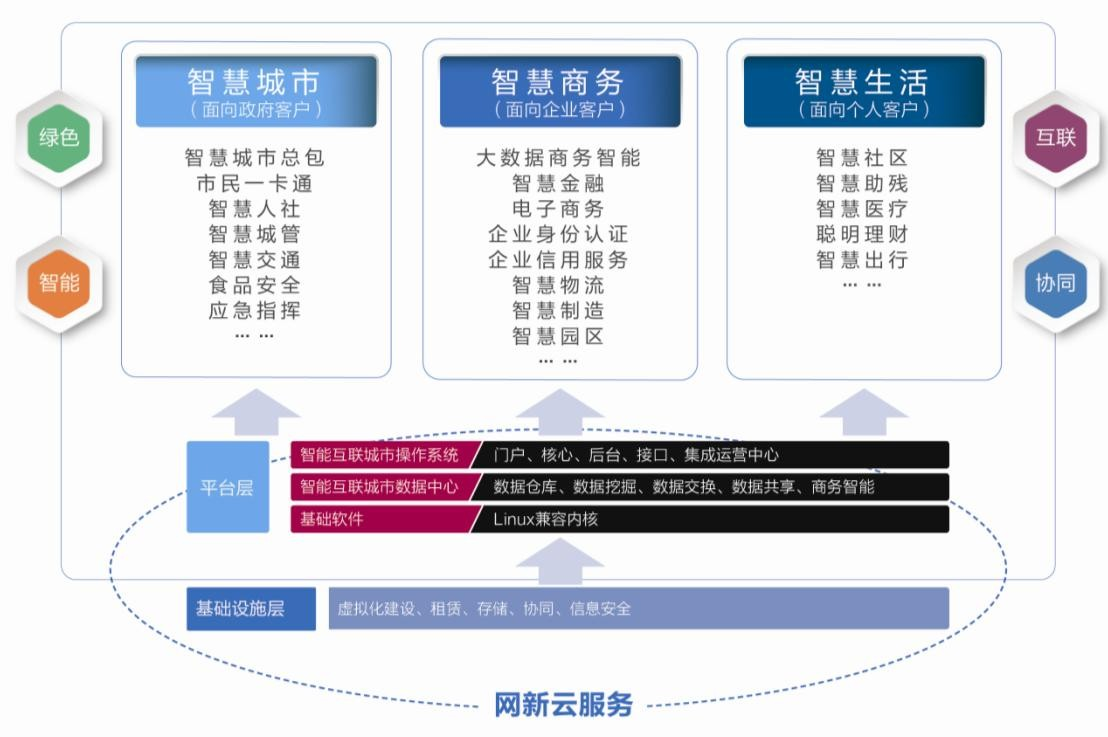 智慧城市
（面向政府客户）
智慧城市总包
市民一卡通
智慧人社
智慧城管
智慧交通
食品安全
应急指挥
… …
智慧商务
（面向企业客户）
大数据商务智能
智慧金融
电子商务
企业身份认证
企业信用服务
智慧物流
智慧制造
智慧园区
… …
智慧生活
（面向个人客户）
智慧社区
智慧助残
智慧医疗
聪明理财
智慧出行
… …
绿色
智能
互联
协同
平台层
智能互联城市操作系统
门户、核心、后台、接口、集成运营中心
智能互联城市数据中心
数据仓库、数据挖掘、数据交换、数据共享、商务智能
基础软件
Linux兼容内核
基础设施层
虚拟化建设、租赁、存储、协同、信息安全
网新云服务